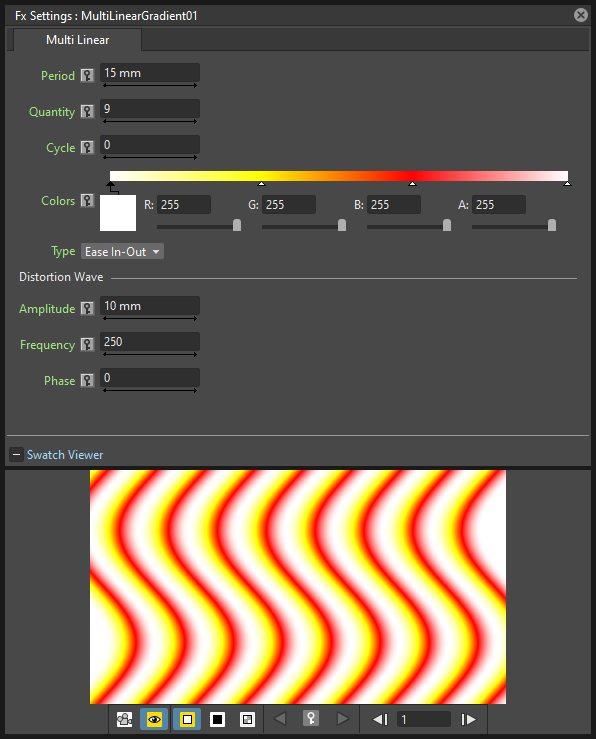 Fx Settings : MultiLinearGradient01
Multi Linear
Period 15 mm
Quantity 9
Cycle 0
Colors R: 255 G: 255 B: 255 A: 255
Type Ease In-Out
Distortion Wave
Amplitude 10 mm
Frequency 250
Phase 0
Swatch Viewer
1